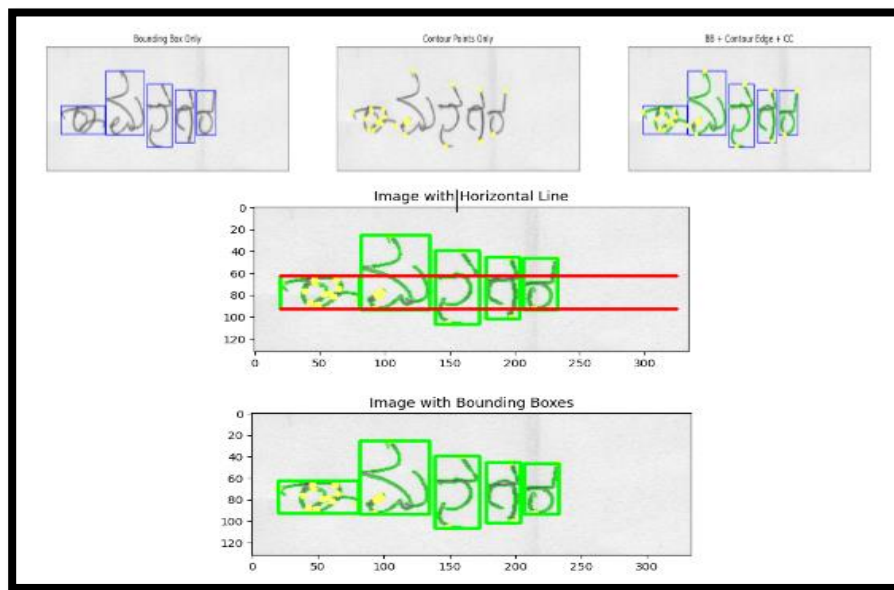 Bounding Box Only
Contour Points Only
BB + Contour Edge + CC
Image with Horizontal Line
0
20
40
60
80
100
120
0 50 100 150 200 250 300
Image with Bounding Boxes
0
20
40
60
80
100
120
0 50 100 150 200 250 300